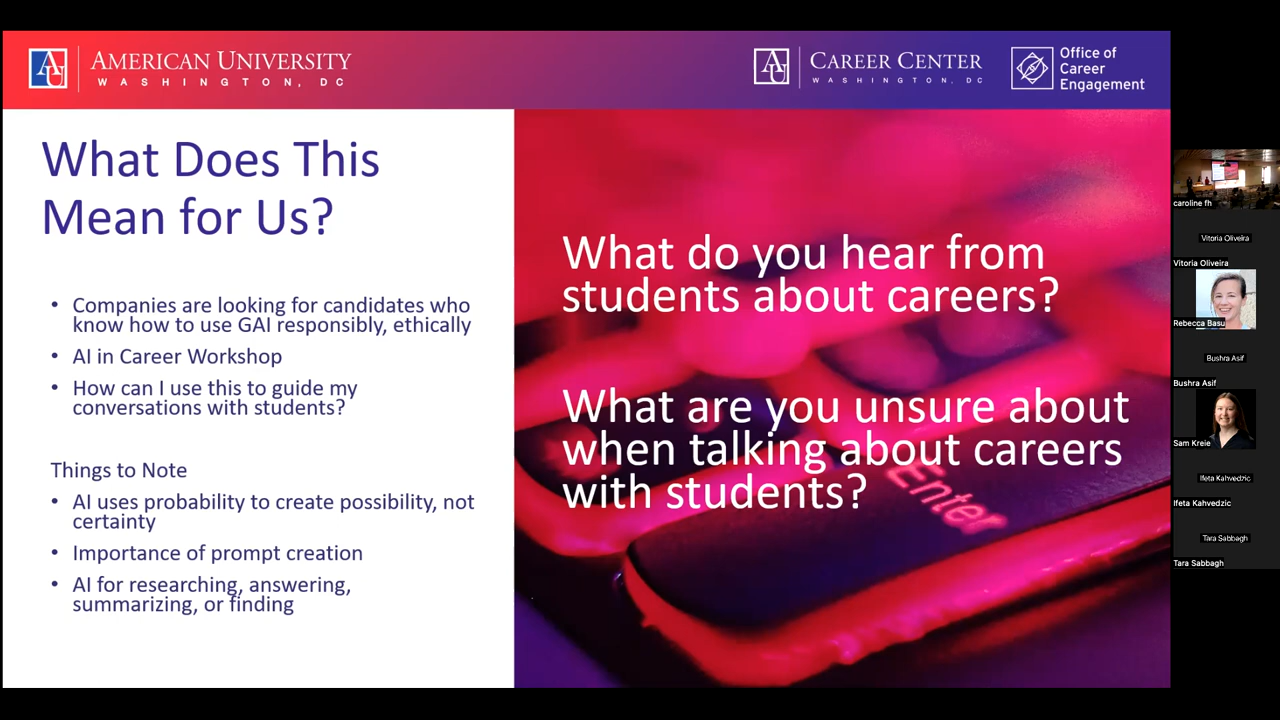 AMERICAN UNIVERSITY
WASHINGTON, DC
CAREER CENTER
WASHINGTON, DC
Office of
Career
Engagement
What Does This
Mean for Us?
• Companies are looking for candidates who
know how to use GAI responsibly, ethically
• AI in Career Workshop
• How can I use this to guide my
conversations with students?
Things to Note
• AI uses probability to create possibility, not
certainty
• Importance of prompt creation
• AI for researching, answering,
summarizing, or finding
What do you hear from
students about careers?
What are you unsure about
when talking about careers
with students?
Enter
caroline fh
Vitoria Oliveira
Vitoria Oliveira
Rebecca Basu
Bushra Asif
Bushra Asif
Sam Kreie
Ifeta Kahvedzic
Ifeta Kahvedzic
Tara Sabbagh
Tara Sabbagh